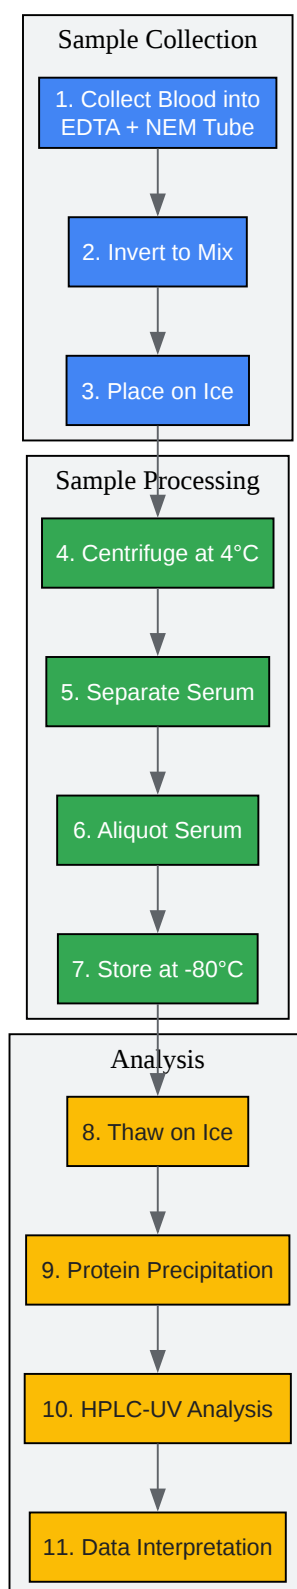 Sample Collection
1. Collect Blood into
EDTA + NEM Tube
2. Invert to Mix
3. Place on Ice
Sample Processing
4. Centrifuge at 4°C
5. Separate Serum
6. Aliquot Serum
7. Store at -80°C
Analysis
8. Thaw on Ice
9. Protein Precipitation
10. HPLC-UV Analysis
11. Data Interpretation